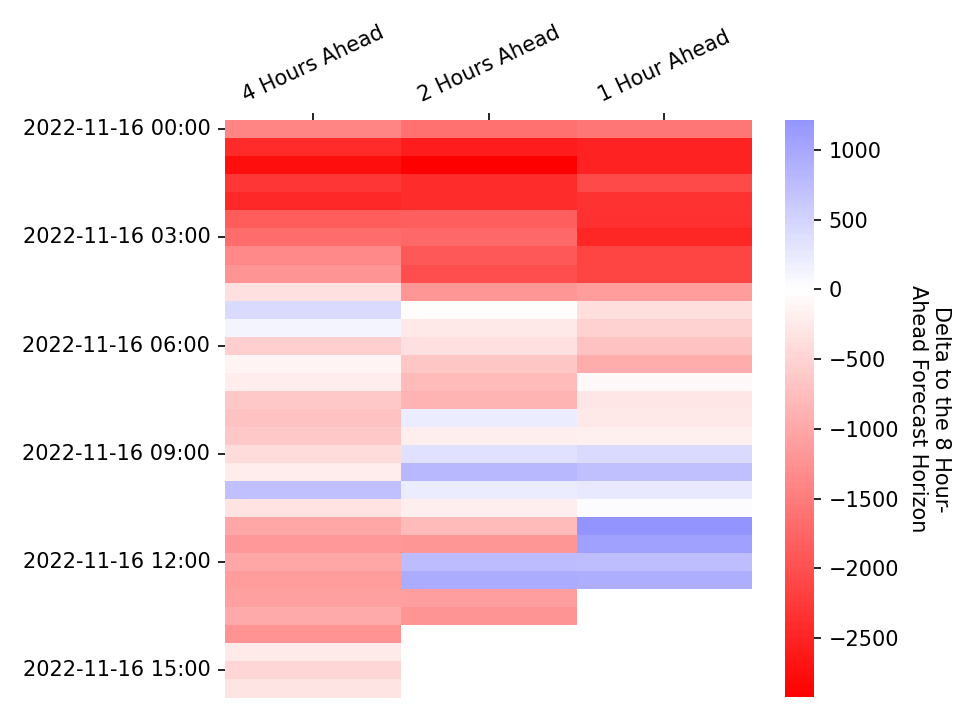 4 Hours Ahead
2 Hours Ahead
1 Hour Ahead
2022-11-16 00:00
2022-11-16 03:00
2022-11-16 06:00
2022-11-16 09:00
2022-11-16 12:00
2022-11-16 15:00
1000
500
0
−500
−1000
−1500
−2000
−2500
Delta to the 8 Hour-
Ahead Forecast Horizon